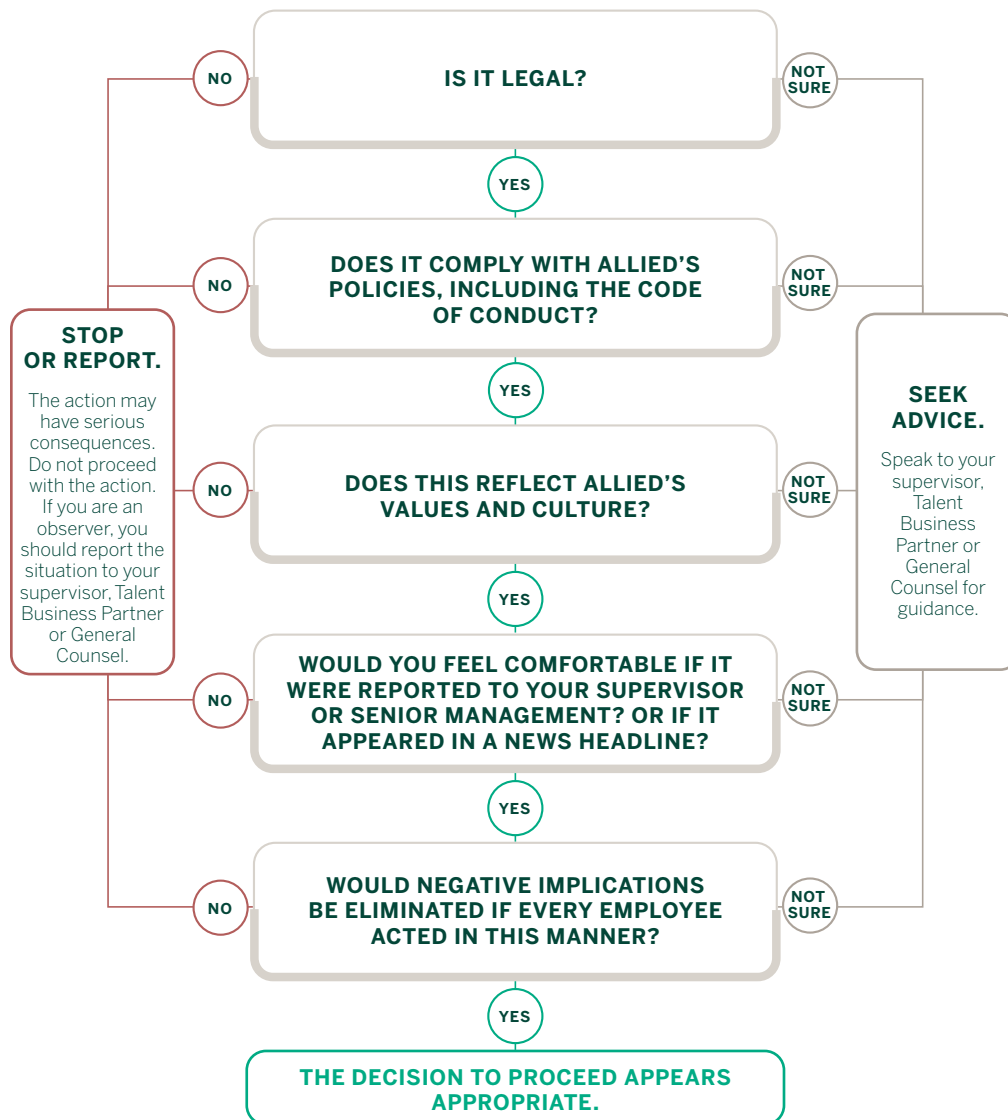 IS IT LEGAL?
NO
NOT
SURE
YES
DOES IT COMPLY WITH ALLIED’S
POLICIES, INCLUDING THE CODE
OF CONDUCT?
NO
NOT
SURE
YES
STOP
OR REPORT.
The action may
have serious
consequences.
Do not proceed
with the action.
If you are an
observer, you
should report the
situation to your
supervisor, Talent
Business Partner
or General
Counsel.
DOES THIS REFLECT ALLIED’S
VALUES AND CULTURE?
NO
NOT
SURE
SEEK
ADVICE.
Speak to your
supervisor,
Talent
Business
Partner or
General
Counsel for
guidance.
YES
WOULD YOU FEEL COMFORTABLE IF IT
WERE REPORTED TO YOUR SUPERVISOR
OR SENIOR MANAGEMENT? OR IF IT
APPEARED IN A NEWS HEADLINE?
NO
NOT
SURE
YES
WOULD NEGATIVE IMPLICATIONS
BE ELIMINATED IF EVERY EMPLOYEE
ACTED IN THIS MANNER?
NO
NOT
SURE
YES
THE DECISION TO PROCEED APPEARS
APPROPRIATE.